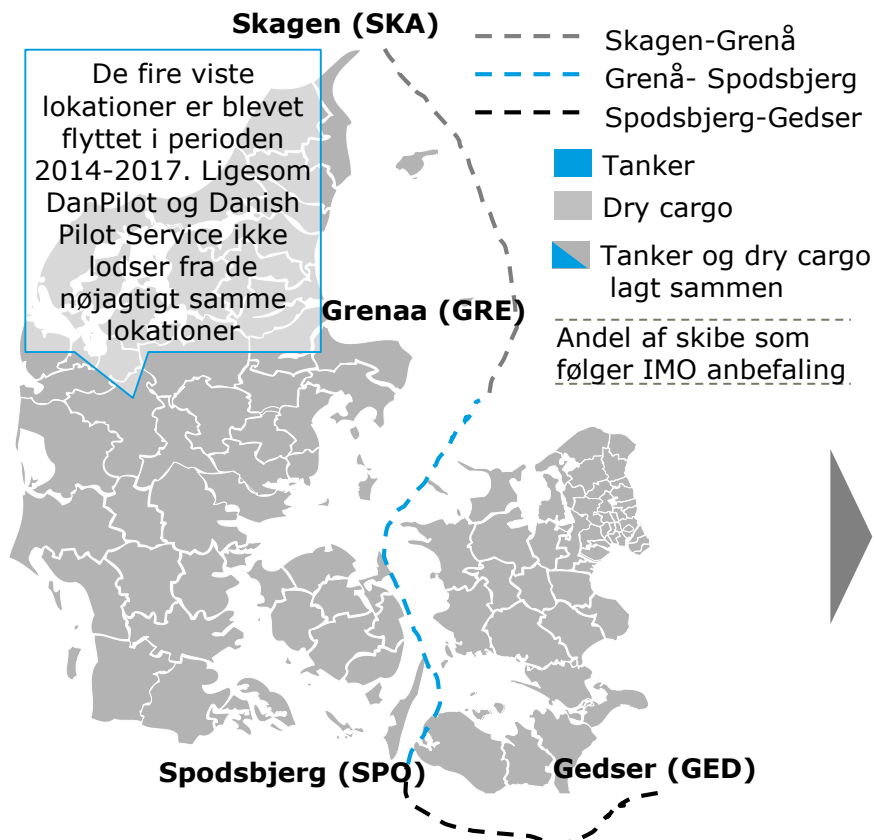 Skagen (SKA)
De fire viste
lokationer er blevet
flyttet i perioden
2014-2017. Ligesom
DanPilot og Danish
Pilot Service ikke
lodser fra de
nøjagtigt samme
lokationer
Skagen-Grenå
Grenå- Spodsbjerg
Spodsbjerg-Gedser
Tanker
Dry cargo
Tanker og dry cargo
lagt sammen
Andel af skibe som
følger IMO anbefaling
Grenaa (GRE)
Spodsbjerg (SPO)
Gedser (GED)